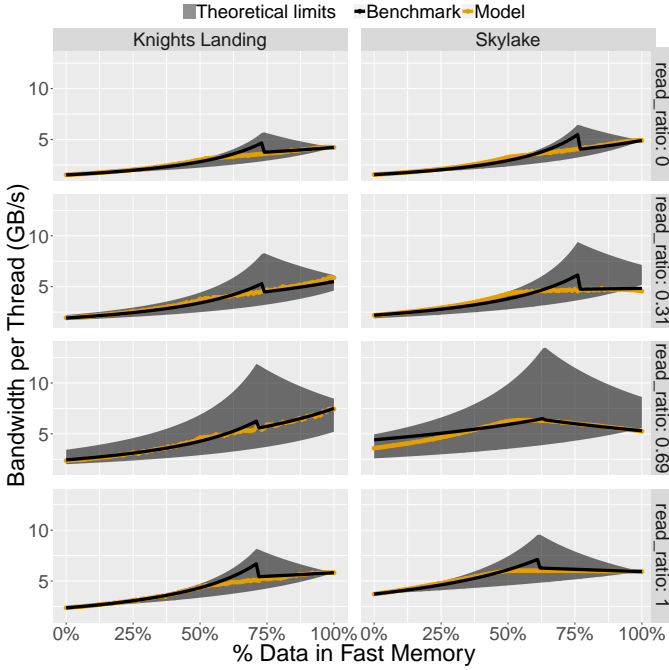 Theoretical limits Benchmark Model
Knights Landing Skylake
Bandwidth per Thread (GB/s)
10
5
read_ratio: 0
10
5
read_ratio: 0.31
10
5
read_ratio: 0.69
10
5
read_ratio: 1
0% 25% 50% 75% 100% 0% 25% 50% 75% 100%
% Data in Fast Memory